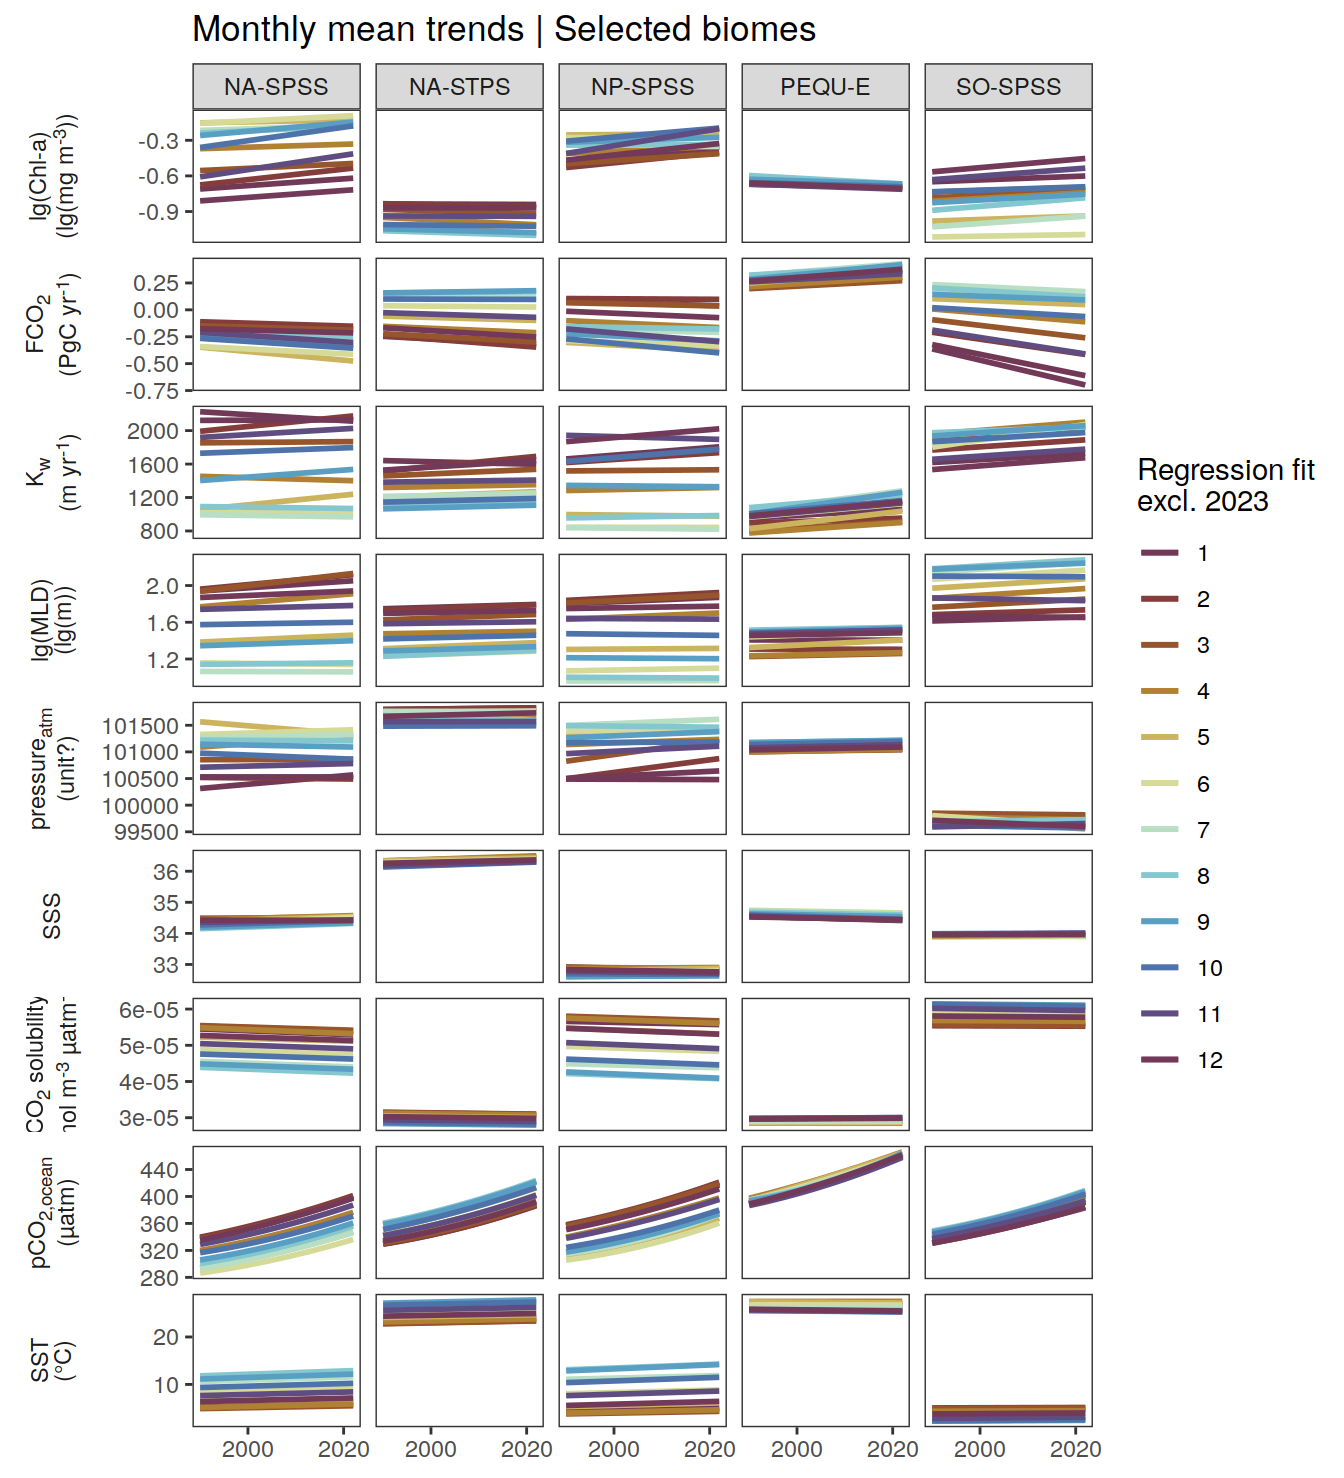 Monthly mean trends | Selected biomes
NA-SPSS NA-STPS NP-SPSS PEQU-E SO-SPSS
lg(Chl-a)
(lg(mg m⁻³))
-0.3
-0.6
-0.9
FCO₂
(PgC yr⁻¹)
0.25
0.00
-0.25
-0.50
-0.75
K_w
(m yr⁻¹)
2000
1600
1200
800
lg(MLD)
(lg(m))
2.0
1.6
1.2
pressure_atm
(unit?)
101500
101000
100500
100000
99500
SSS
36
35
34
33
CO₂ solubility
nol m⁻³ µatm⁻
6e-05
5e-05
4e-05
3e-05
pCO₂,ocean
(µatm)
440
400
360
320
280
SST
(°C)
20
10
2000 2020 2000 2020 2000 2020 2000 2020 2000 2020
Regression fit
excl. 2023
1
2
3
4
5
6
7
8
9
10
11
12